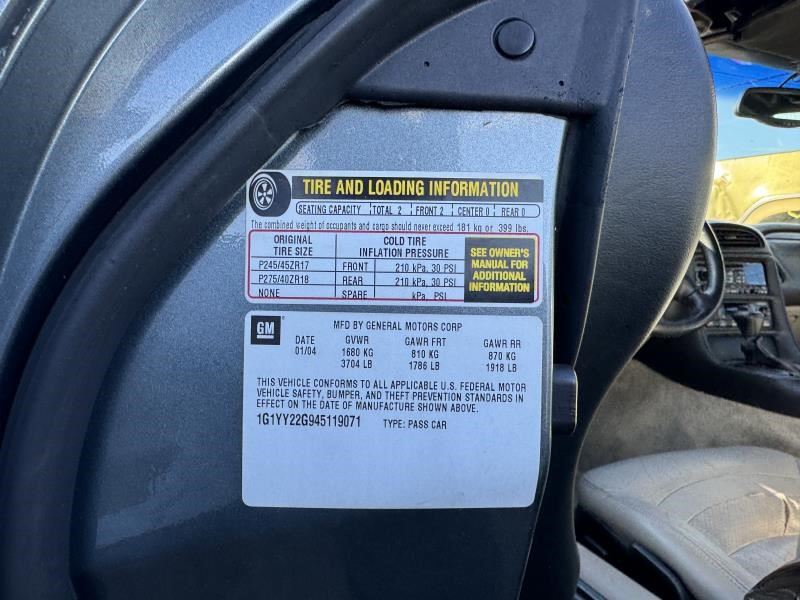 TIRE AND LOADING INFORMATION
SEATING CAPACITY TOTAL 2 FRONT 2 CENTER 0 REAR 0
The combined weight of occupants and cargo should never exceed 181 kg or 399 lbs.
ORIGINAL TIRE SIZE COLD TIRE INFLATION PRESSURE
P245/45ZR17 FRONT 210 kPa. 30 PSI
P275/40ZR18 REAR 210 kPa. 30 PSI
NONE SPARE kPa. PSI
SEE OWNER'S
MANUAL FOR
ADDITIONAL
INFORMATION
GM MFD BY GENERAL MOTORS CORP
DATE GVWR GAWR FRT GAWR RR
01/04 1680 KG 810 KG 870 KG
3704 LB 1786 LB 1918 LB
THIS VEHICLE CONFORMS TO ALL APPLICABLE U.S. FEDERAL MOTOR
VEHICLE SAFETY, BUMPER, AND THEFT PREVENTION STANDARDS IN
EFFECT ON THE DATE OF MANUFACTURE SHOWN ABOVE.
1G1YY22G945119071 TYPE: PASS CAR